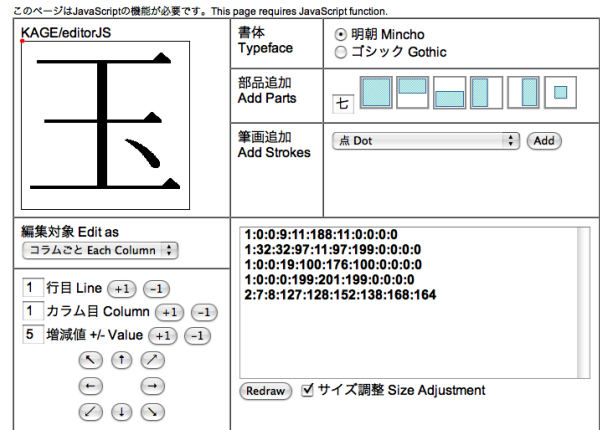 このページはJavaScriptの機能が必要です。This page requires JavaScript function.
KAGE/editorJS
玉
書体
Typeface
明朝 Mincho
ゴシック Gothic
部品追加
Add Parts
七
筆画追加
Add Strokes
点 Dot
Add
編集対象 Edit as
コラムごと Each Column
1 行目 Line +1 -1
1 カラム目 Column +1 -1
5 増減値 +/- Value +1 -1
↖ ↑ ↗
← →
↙ ↓ ↘
1:0:0:9:11:188:11:0:0:0:0
1:32:32:97:11:97:199:0:0:0:0
1:0:0:19:100:176:100:0:0:0:0
1:0:0:0:199:201:199:0:0:0:0
2:7:8:127:128:152:138:168:164
Redraw サイズ調整 Size Adjustment